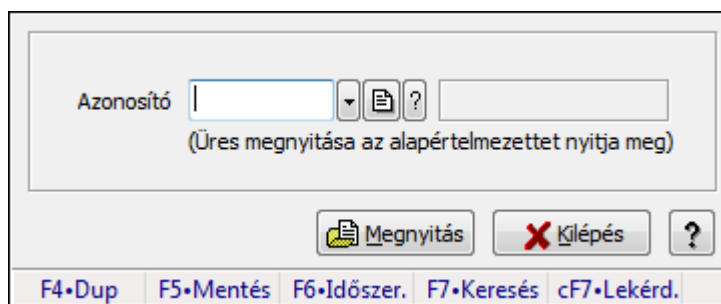 Azonosító ?
(Üres megnyitása az alapértelmezettet nyitja meg)
Megnyitás Kilépés ?
F4•Dup F5•Mentés F6•Időszer. F7•Keresés cF7•Lekérd.